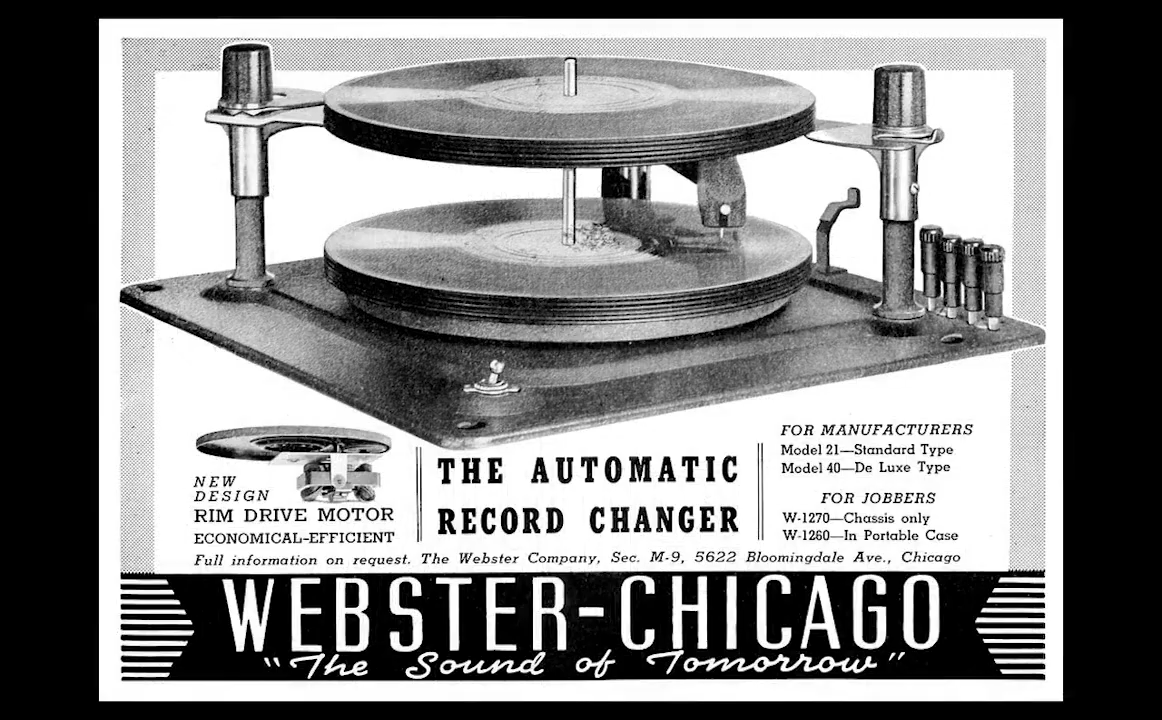 NEW
DESIGN
RIM DRIVE MOTOR
ECONOMICAL-EFFICIENT
THE AUTOMATIC
RECORD CHANGER
FOR MANUFACTURERS
Model 21—Standard Type
Model 40—De Luxe Type
FOR JOBBERS
W-1270—Chassis only
W-1260—In Portable Case
Full information on request. The Webster Company, Sec. M-9, 5622 Bloomingdale Ave., Chicago
WEBSTER-CHICAGO
"The Sound of Tomorrow"